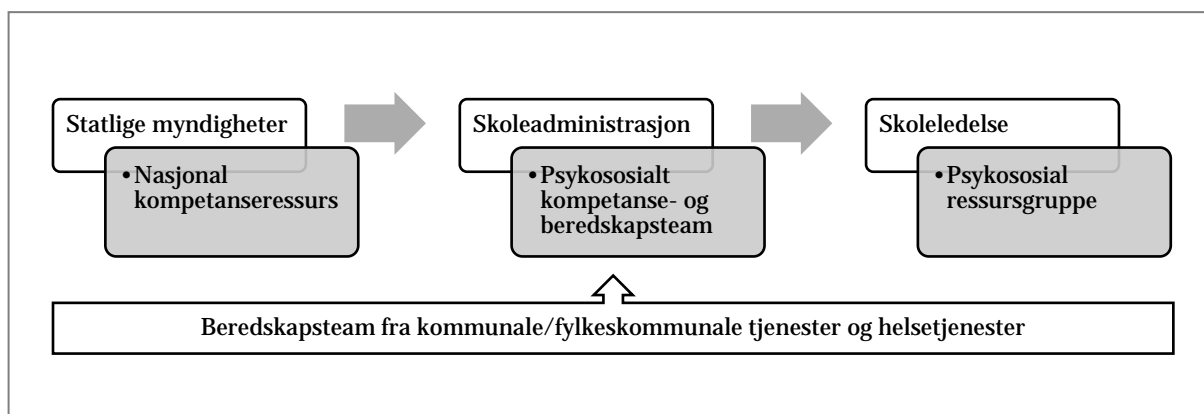 Statlige myndigheter
•Nasjonal
kompetanseressurs
Skoleadministrasjon
•Psykososialt
kompetanse- og
beredskapsteam
Skoleledelse
•Psykososial
ressursgruppe
Beredskapsteam fra kommunale/fylkeskommunale tjenester og helsetjenester